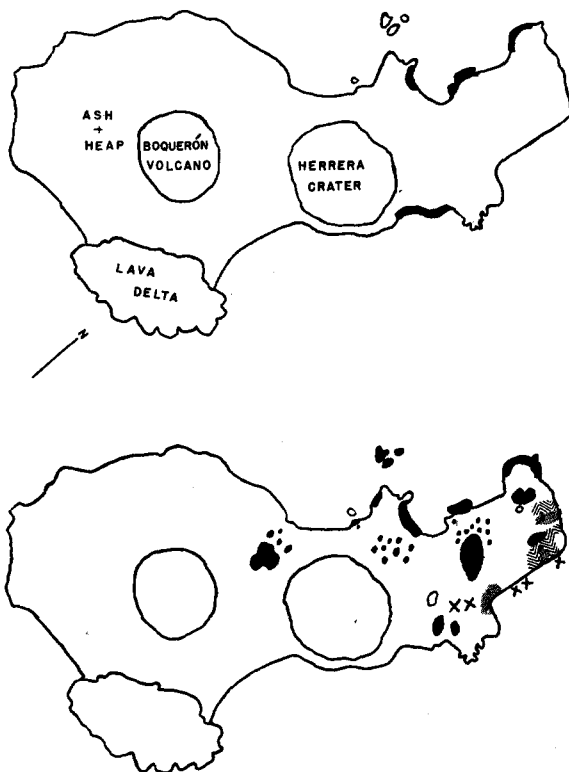 ASH
+
HEAP
BOQUERÓN
VOLCANO
HERRERA
CRATER
LAVA
DELTA
N